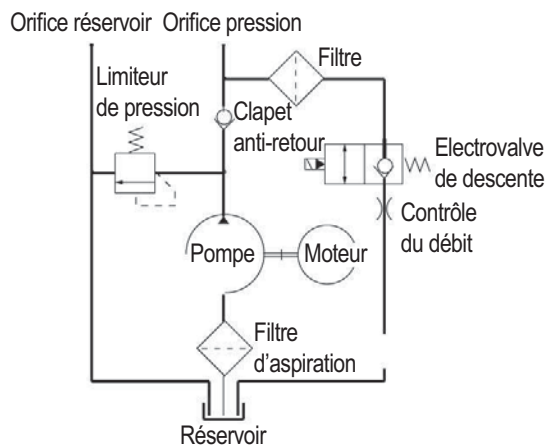 Orifice réservoir
Orifice pression
Filtre
Limiteur
de pression
Clapet
anti-retour
Electrovalve
de descente
Contrôle
du débit
Pompe
Moteur
Filtre
d'aspiration
Réservoir